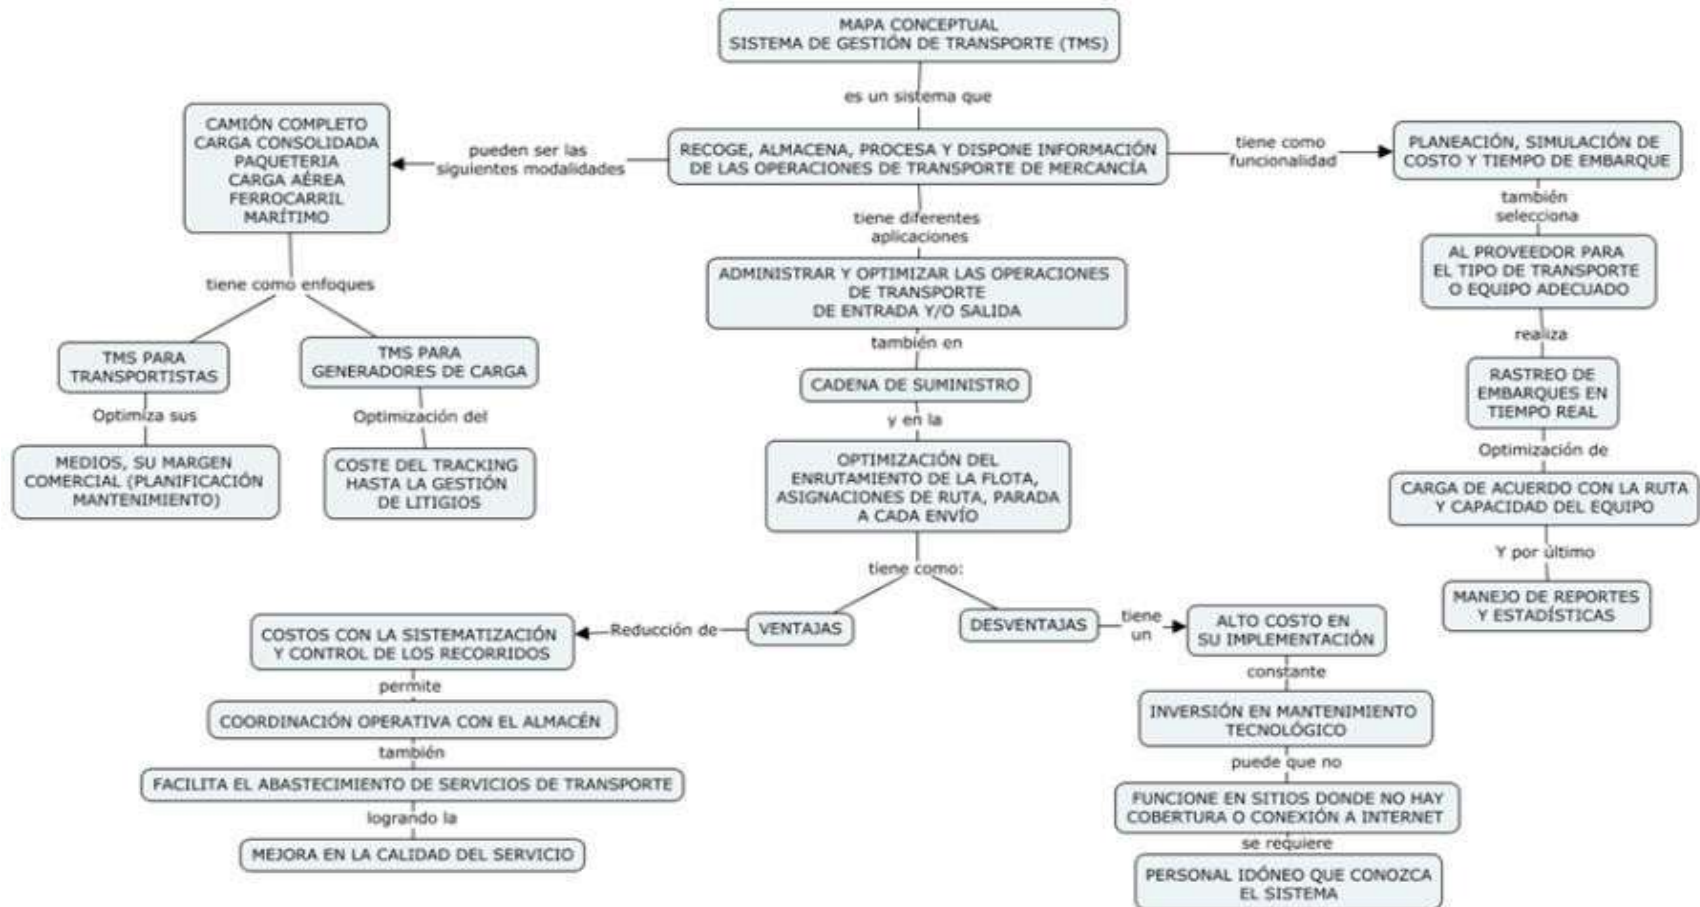 MAPA CONCEPTUAL
SISTEMA DE GESTIÓN DE TRANSPORTE (TMS)
es un sistema que
RECOGE, ALMACENA, PROCESA Y DISPONE INFORMACIÓN
DE LAS OPERACIONES DE TRANSPORTE DE MERCANCÍA
pueden ser las
siguientes modalidades
CAMIÓN COMPLETO
CARGA CONSOLIDADA
PAQUETERIA
CARGA AÉREA
FERROCARRIL
MARÍTIMO
tiene como enfoques
TMS PARA
TRANSPORTISTAS
Optimiza sus
MEDIOS, SU MARGEN
COMERCIAL (PLANIFICACIÓN
MANTENIMIENTO)
TMS PARA
GENERADORES DE CARGA
Optimización del
COSTE DEL TRACKING
HASTA LA GESTIÓN
DE LITIGIOS
tiene diferentes
aplicaciones
ADMINISTRAR Y OPTIMIZAR LAS OPERACIONES
DE TRANSPORTE
DE ENTRADA Y/O SALIDA
también en
CADENA DE SUMINISTRO
y en la
OPTIMIZACIÓN DEL
ENRUTAMIENTO DE LA FLOTA,
ASIGNACIONES DE RUTA, PARADA
A CADA ENVÍO
tiene como:
VENTAJAS
Reducción de
COSTOS CON LA SISTEMATIZACIÓN
Y CONTROL DE LOS RECORRIDOS
permite
COORDINACIÓN OPERATIVA CON EL ALMACÉN
también
FACILITA EL ABASTECIMIENTO DE SERVICIOS DE TRANSPORTE
logrando la
MEJORA EN LA CALIDAD DEL SERVICIO
DESVENTAJAS
tiene
un
ALTO COSTO EN
SU IMPLEMENTACIÓN
constante
INVERSIÓN EN MANTENIMIENTO
TECNOLÓGICO
puede que no
FUNCIONE EN SITIOS DONDE NO HAY
COBERTURA O CONEXIÓN A INTERNET
se requiere
PERSONAL IDÓNEO QUE CONOZCA
EL SISTEMA
tiene como
funcionalidad
PLANEACIÓN, SIMULACIÓN DE
COSTO Y TIEMPO DE EMBARQUE
también
selecciona
AL PROVEEDOR PARA
EL TIPO DE TRANSPORTE
O EQUIPO ADECUADO
realiza
RASTREO DE
EMBARQUES EN
TIEMPO REAL
Optimización de
CARGA DE ACUERDO CON LA RUTA
Y CAPACIDAD DEL EQUIPO
Y por último
MANEJO DE REPORTES
Y ESTADÍSTICAS